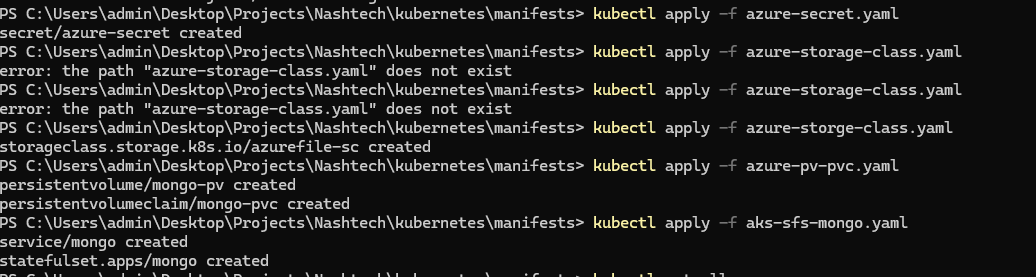 PS C:\Users\admin\Desktop\Projects\Nashtech\kubernetes\manifests> kubectl apply -f azure-secret.yaml
secret/azure-secret created
PS C:\Users\admin\Desktop\Projects\Nashtech\kubernetes\manifests> kubectl apply -f azure-storage-class.yaml
error: the path "azure-storage-class.yaml" does not exist
PS C:\Users\admin\Desktop\Projects\Nashtech\kubernetes\manifests> kubectl apply -f azure-storage-class.yaml
error: the path "azure-storage-class.yaml" does not exist
PS C:\Users\admin\Desktop\Projects\Nashtech\kubernetes\manifests> kubectl apply -f azure-storge-class.yaml
storageclass.storage.k8s.io/azurefile-sc created
PS C:\Users\admin\Desktop\Projects\Nashtech\kubernetes\manifests> kubectl apply -f azure-pv-pvc.yaml
persistentvolume/mongo-pv created
persistentvolumeclaim/mongo-pvc created
PS C:\Users\admin\Desktop\Projects\Nashtech\kubernetes\manifests> kubectl apply -f aks-sfs-mongo.yaml
service/mongo created
statefulset.apps/mongo created